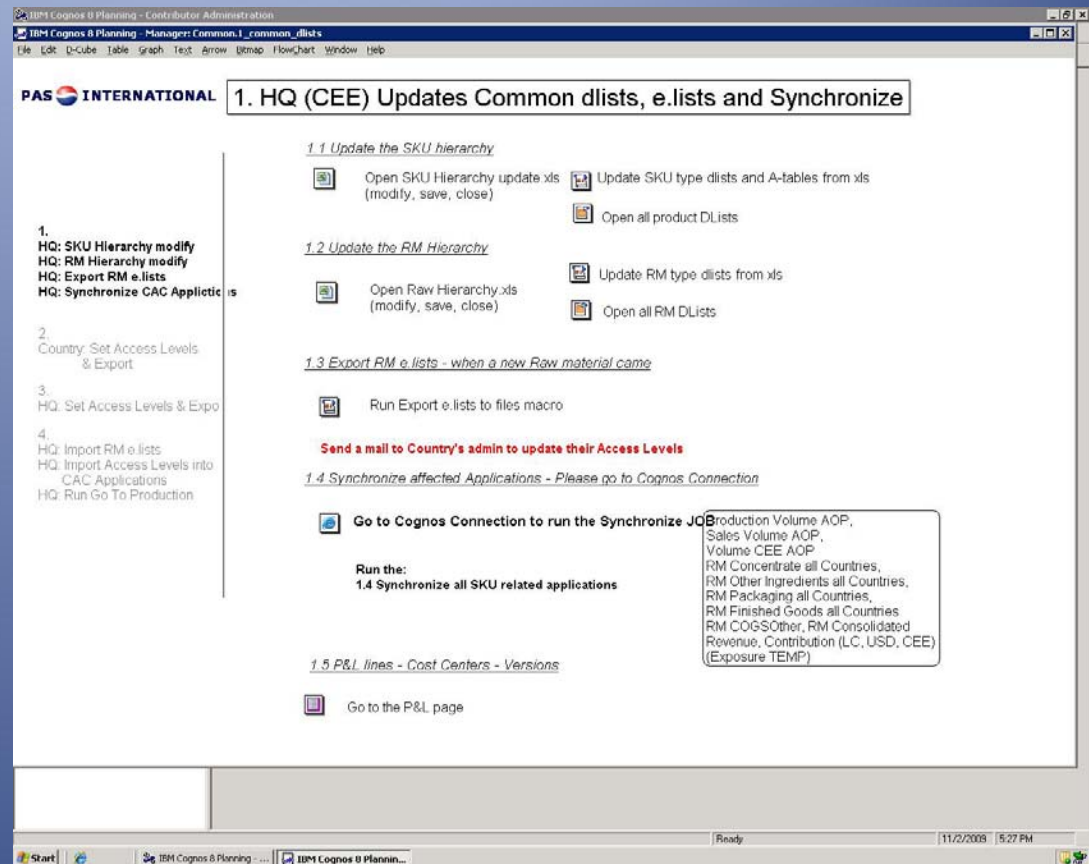 IBM Cognos 8 Planning - Contributor Administration
IBM Cognos 8 Planning - Manager: Common.1_common_dlists
File Edit D-Cube Table Graph Text Arrow Bitmap FlowChart Window Help
PAS INTERNATIONAL
1. HQ (CEE) Updates Common dlists, e.lists and Synchronize
1.
HQ: SKU Hierarchy modify
HQ: RM Hierarchy modify
HQ: Export RM e.lists
HQ: Synchronize CAC Applictions
2.
Country: Set Access Levels
& Export
3.
HQ: Set Access Levels & Expo
4.
HQ: Import RM e.lists
HQ: Import Access Levels into
CAC Applications
HQ: Run Go To Production
1.1 Update the SKU hierarchy
Open SKU Hierarchy update.xls
(modify, save, close)
Update SKU type dlists and A-tables from xls
Open all product DLists
1.2 Update the RM Hierarchy
Open Raw Hierarchy.xls
(modify, save, close)
Update RM type dlists from xls
Open all RM DLists
1.3 Export RM e.lists - when a new Raw material came
Run Export e.lists to files macro
Send a mail to Country's admin to update their Access Levels
1.4 Synchronize affected Applications - Please go to Cognos Connection
Go to Cognos Connection to run the Synchronize JOB
Run the:
1.4 Synchronize all SKU related applications
Production Volume AOP,
Sales Volume AOP,
Volume CEE AOP
RM Concentrate all Countries,
RM Other Ingredients all Countries,
RM Packaging all Countries,
RM Finished Goods all Countries
RM COGSOther, RM Consolidated
Revenue, Contribution (LC, USD, CEE)
(Exposure TEMP)
1.5 P&L lines - Cost Centers - Versions
Go to the P&L page
Ready
11/2/2009 5:27 PM
Start
IBM Cognos 8 Planning - ...
IBM Cognos 8 Plannin...